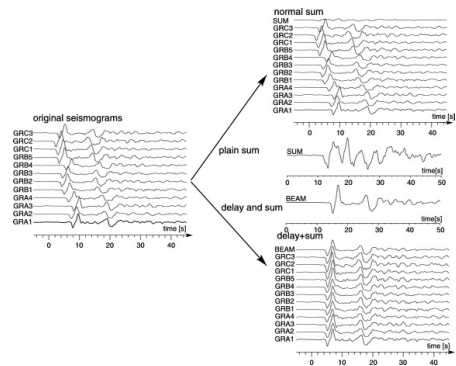 original seismograms
GRC3
GRC2
GRC1
GRB5
GRB4
GRB3
GRB2
GRB1
GRA4
GRA3
GRA2
GRA1
time [s]
0 10 20 30 40
plain sum
delay and sum
normal sum
SUM
GRC3
GRC2
GRC1
GRB5
GRB4
GRB3
GRB2
GRB1
GRA4
GRA3
GRA2
GRA1
time [s]
0 10 20 30 40
SUM
time[s]
0 10 20 30 40 50
BEAM
time[s]
0 10 20 30 40 50
delay+sum
BEAM
GRC3
GRC2
GRC1
GRB5
GRB4
GRB3
GRB2
GRB1
GRA4
GRA3
GRA2
GRA1
time [s]
0 10 20 30 40